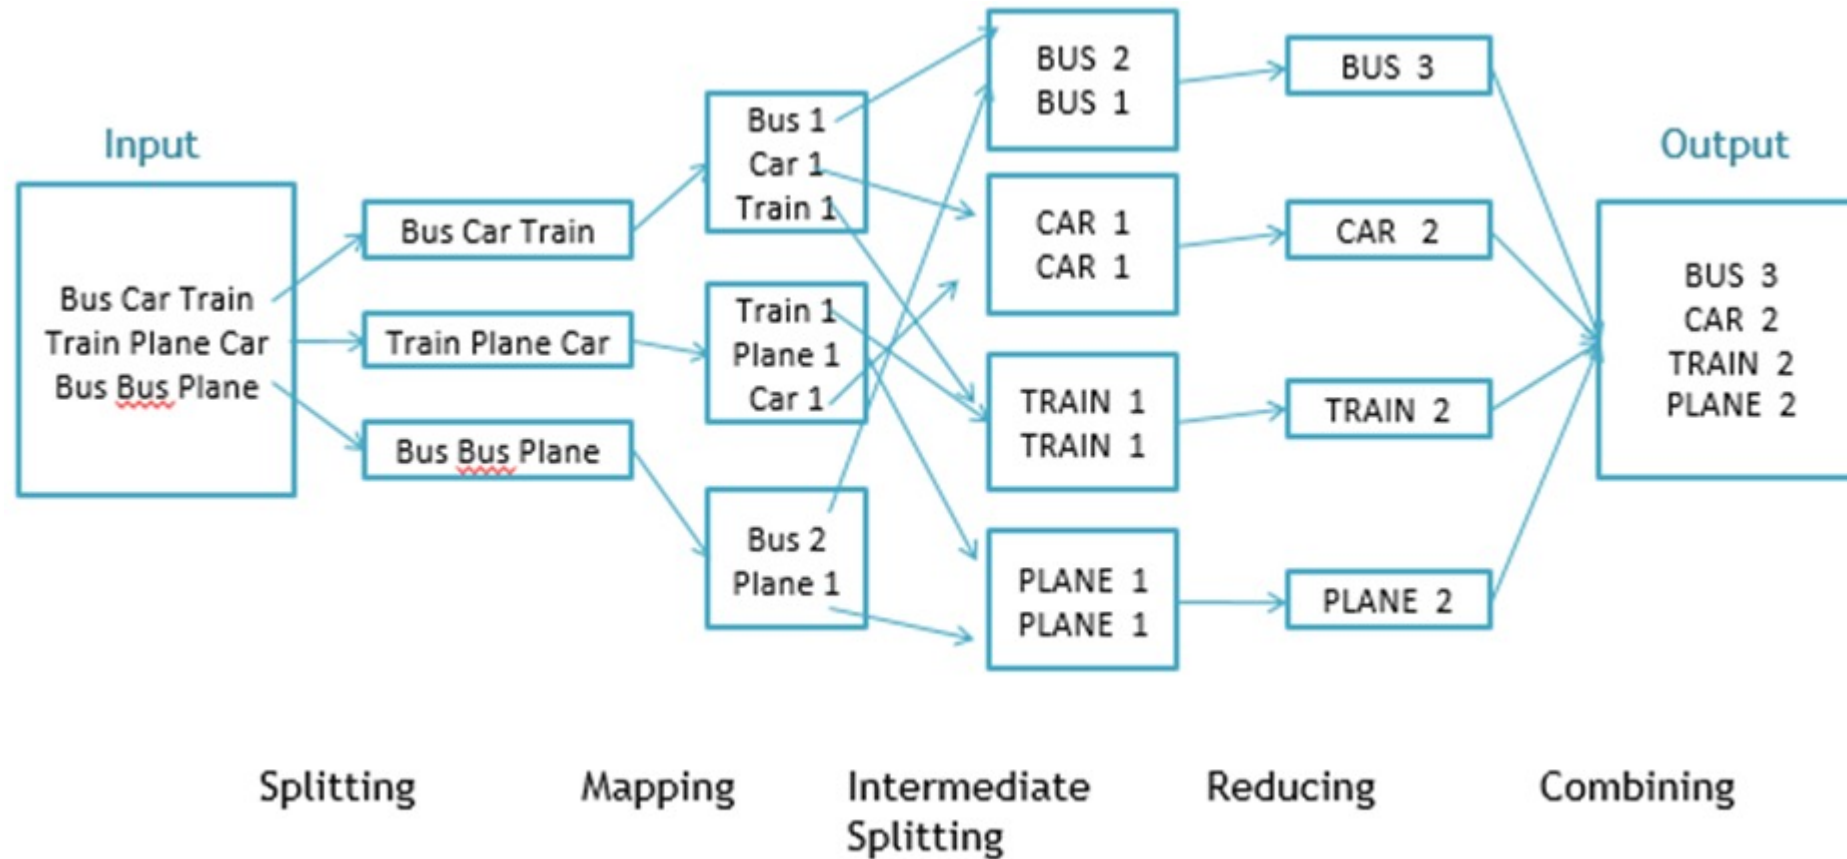 Input
Bus Car Train
Train Plane Car
Bus Bus Plane
Bus Car Train
Train Plane Car
Bus Bus Plane
Bus 1
Car 1
Train 1
Train 1
Plane 1
Car 1
Bus 2
Plane 1
BUS 2
BUS 1
CAR 1
CAR 1
TRAIN 1
TRAIN 1
PLANE 1
PLANE 1
BUS 3
CAR 2
TRAIN 2
PLANE 2
Output
BUS 3
CAR 2
TRAIN 2
PLANE 2
Splitting
Mapping
Intermediate
Splitting
Reducing
Combining